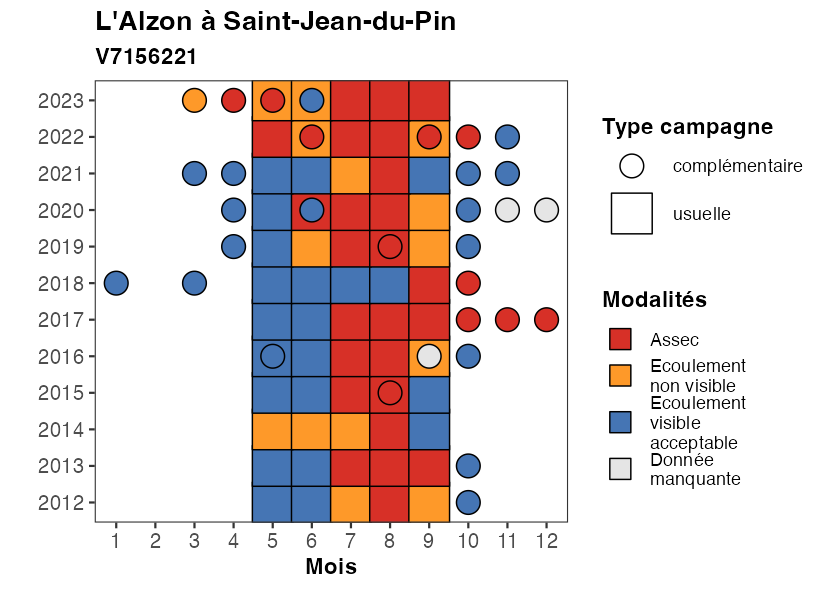 L'Alzon à Saint-Jean-du-Pin
V7156221
2023
2022
2021
2020
2019
2018
2017
2016
2015
2014
2013
2012
1 2 3 4 5 6 7 8 9 10 11 12
Mois
Type campagne
complémentaire
usuelle
Modalités
Assec
Ecoulement
non visible
Ecoulement
visible
acceptable
Donnée
manquante